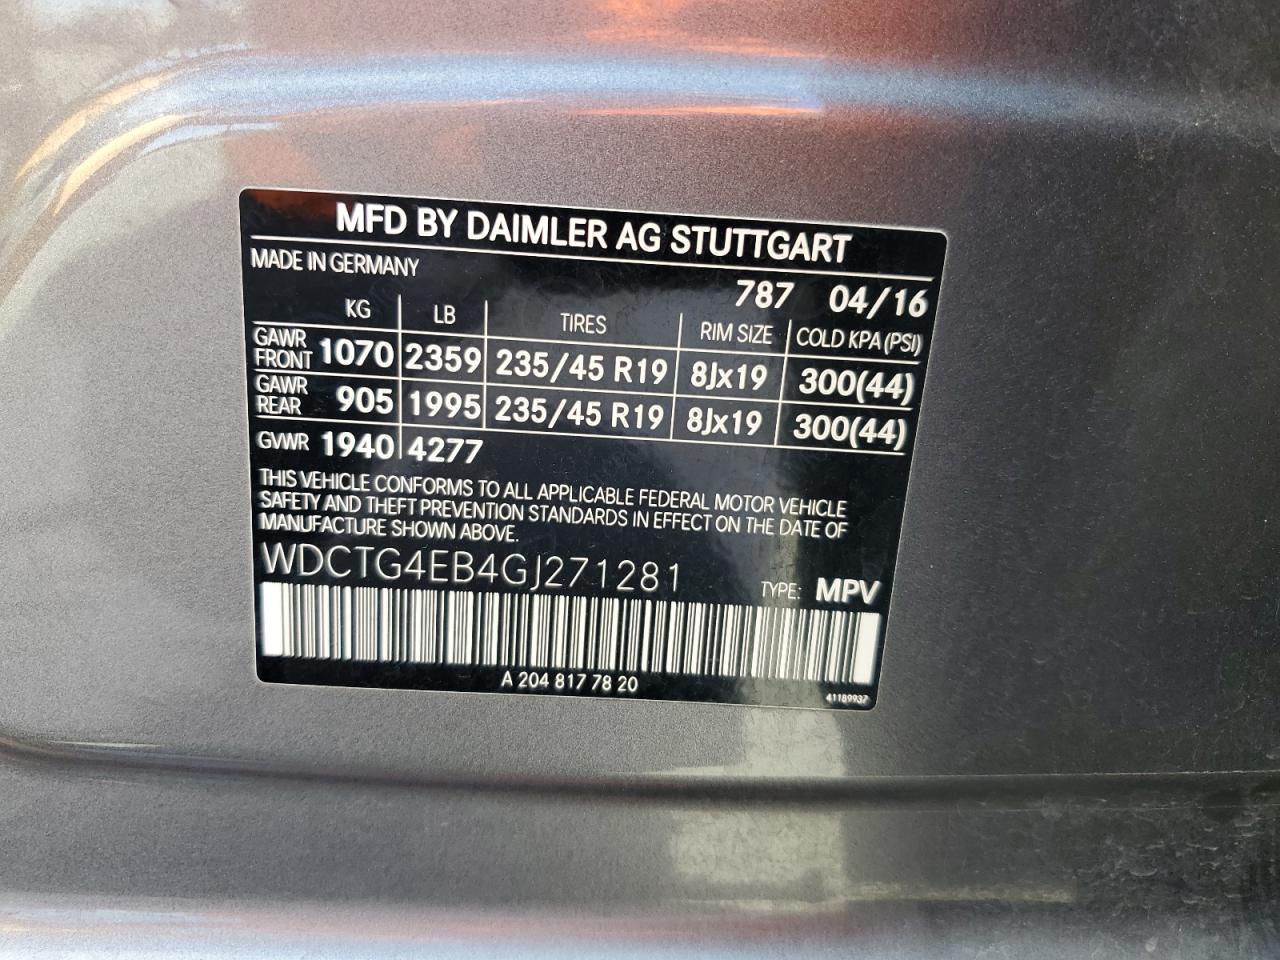 MFD BY DAIMLER AG STUTTGART
MADE IN GERMANY
787 04/16
KG LB TIRES RIM SIZE COLD KPA (PSI)
GAWR FRONT 1070 2359 235/45 R19 8Jx19 300(44)
GAWR REAR 905 1995 235/45 R19 8Jx19 300(44)
GVWR 1940 4277
THIS VEHICLE CONFORMS TO ALL APPLICABLE FEDERAL MOTOR VEHICLE
SAFETY AND THEFT PREVENTION STANDARDS IN EFFECT ON THE DATE OF
MANUFACTURE SHOWN ABOVE.
WDCTG4EB4GJ271281 TYPE: MPV
A 204 817 78 20
41189937